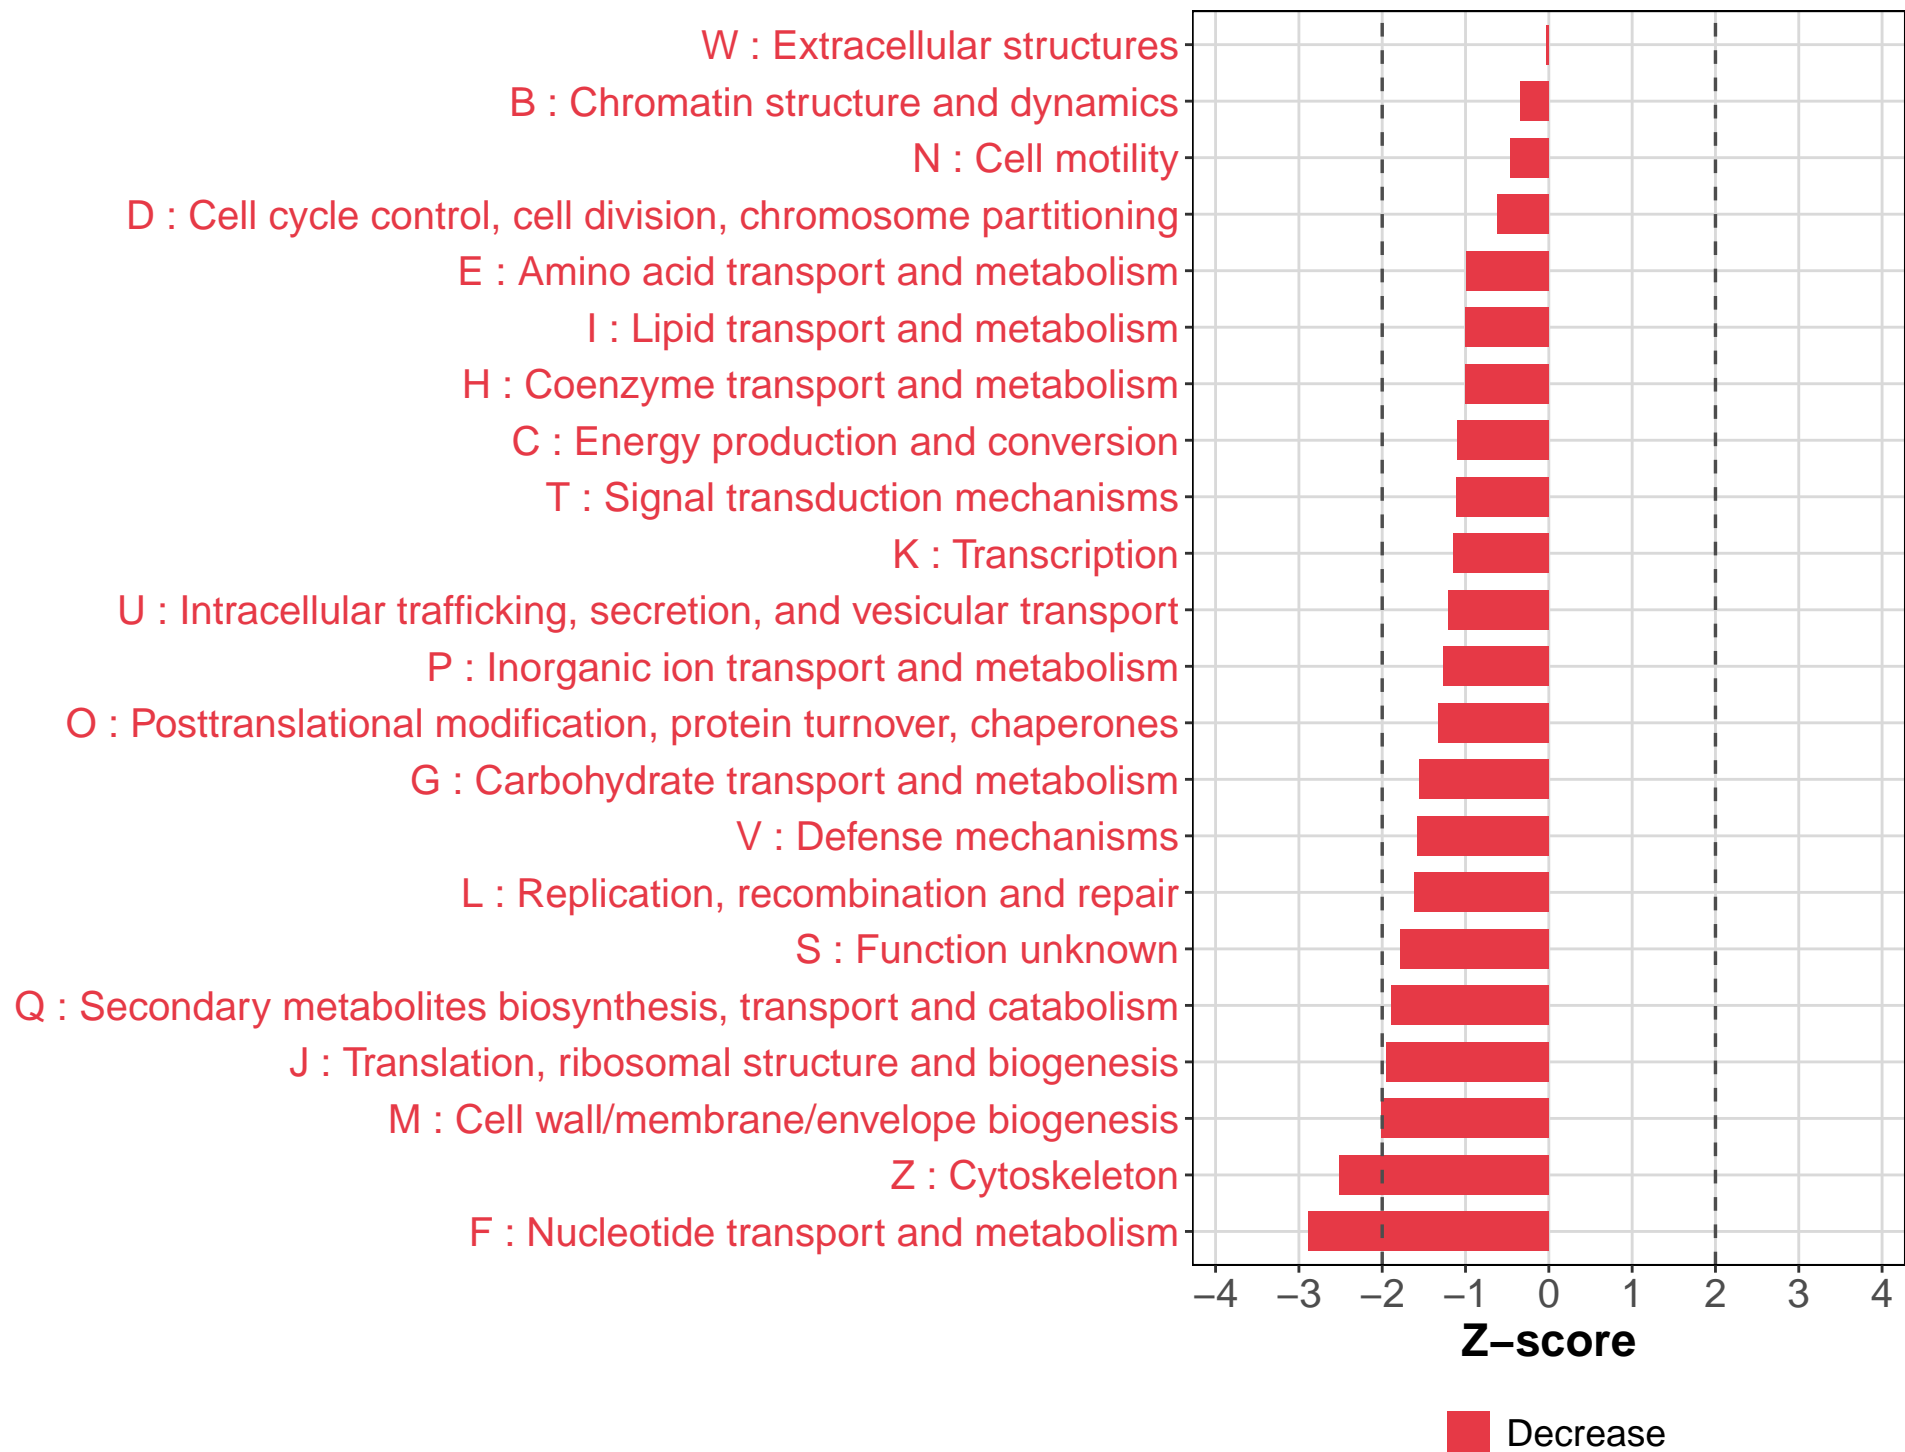 W : Extracellular structures
B : Chromatin structure and dynamics
N : Cell motility
D : Cell cycle control, cell division, chromosome partitioning
E : Amino acid transport and metabolism
I : Lipid transport and metabolism
H : Coenzyme transport and metabolism
C : Energy production and conversion
T : Signal transduction mechanisms
K : Transcription
U : Intracellular trafficking, secretion, and vesicular transport
P : Inorganic ion transport and metabolism
O : Posttranslational modification, protein turnover, chaperones
G : Carbohydrate transport and metabolism
V : Defense mechanisms
L : Replication, recombination and repair
S : Function unknown
Q : Secondary metabolites biosynthesis, transport and catabolism
J : Translation, ribosomal structure and biogenesis
M : Cell wall/membrane/envelope biogenesis
Z : Cytoskeleton
F : Nucleotide transport and metabolism
−4 −3 −2 −1 0 1 2 3 4
Z−score
Decrease